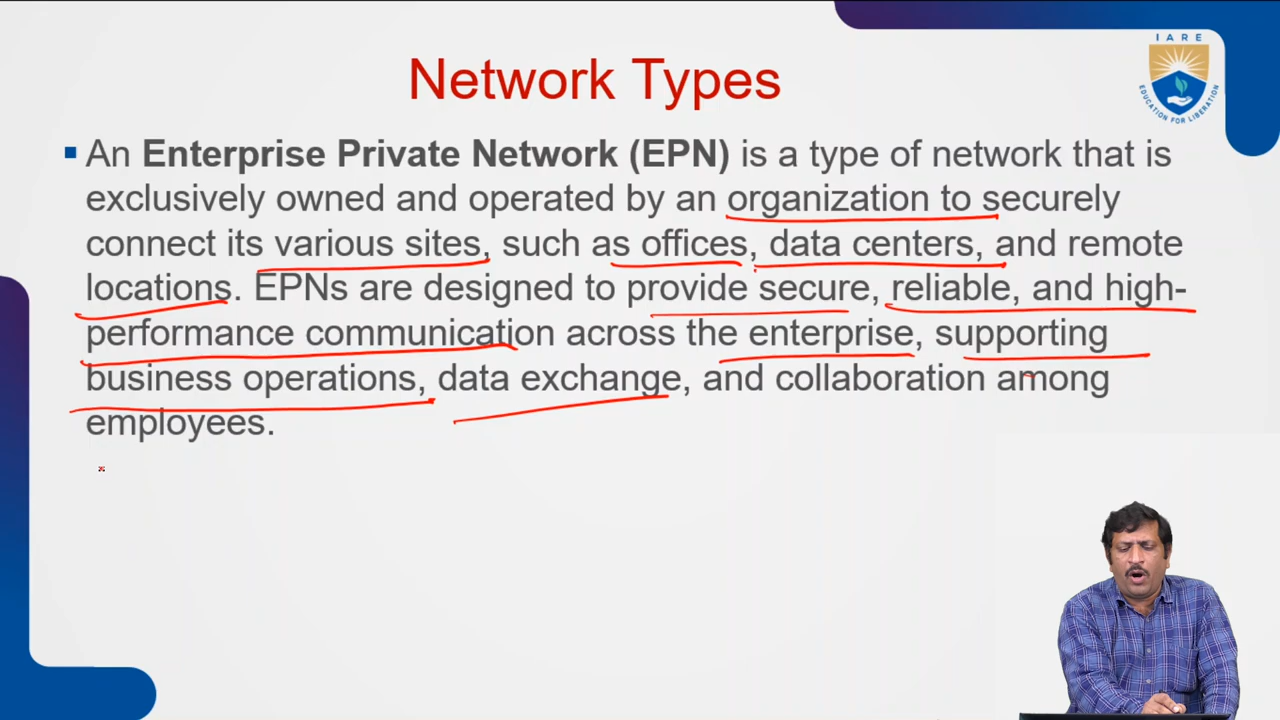 IARE
EDUCATION FOR LIBERATION
Network Types
An Enterprise Private Network (EPN) is a type of network that is
exclusively owned and operated by an organization to securely
connect its various sites, such as offices, data centers, and remote
locations. EPNs are designed to provide secure, reliable, and high-
performance communication across the enterprise, supporting
business operations, data exchange, and collaboration among
employees.